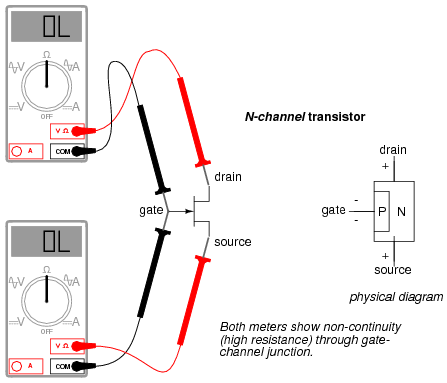 OL
Ω
V
A
V
A
OFF
V Ω
A
COM
N-channel transistor
drain
gate
source
drain
+
-
gate
P N
-
+
source
physical diagram
OL
Ω
V
A
V
A
OFF
V Ω
A
COM
Both meters show non-continuity
(high resistance) through gate-
channel junction.